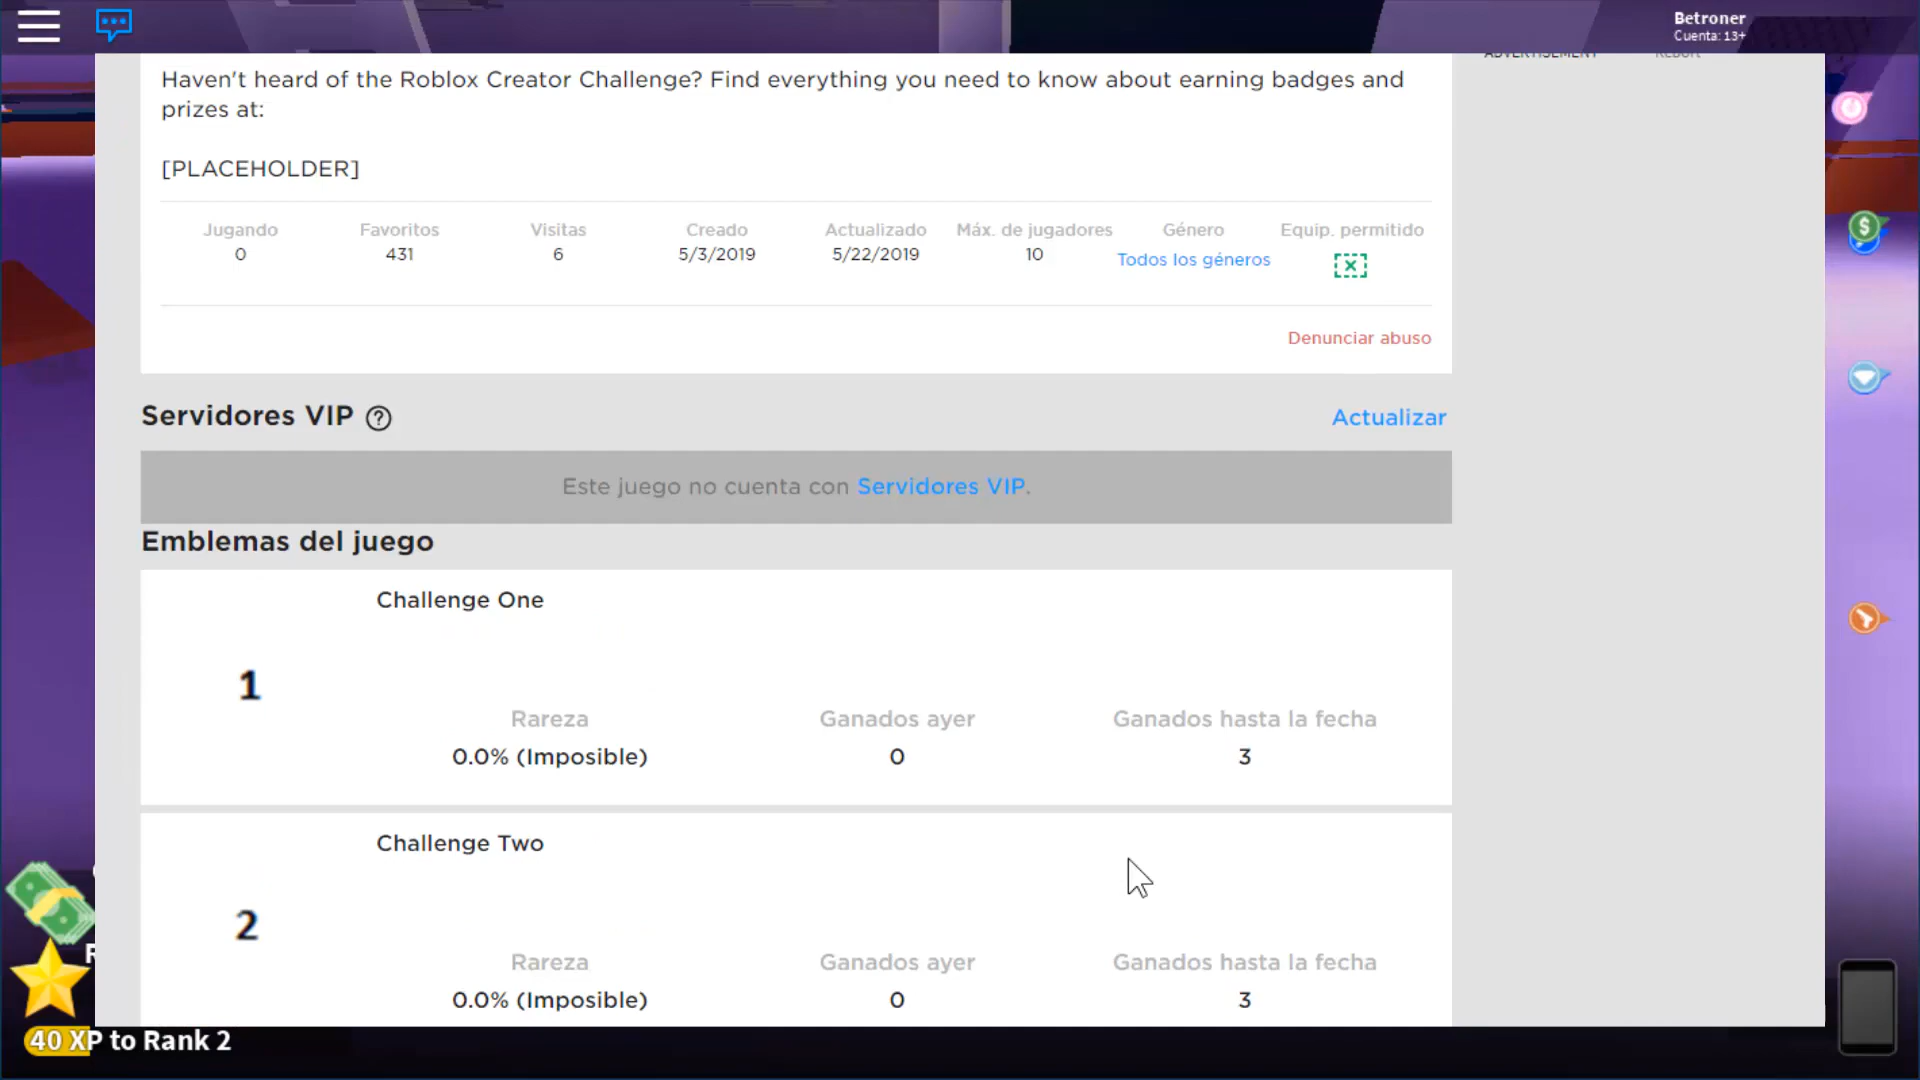 Betroner
Cuenta: 13+
ADVERTISEMENT
Report
Haven't heard of the Roblox Creator Challenge? Find everything you need to know about earning badges and
prizes at:
[PLACEHOLDER]
Jugando Favoritos Visitas Creado Actualizado Máx. de jugadores Género Equip. permitido
0 431 6 5/3/2019 5/22/2019 10 Todos los géneros
Denunciar abuso
Servidores VIP ?
Actualizar
Este juego no cuenta con Servidores VIP.
Emblemas del juego
Challenge One
1
Rareza Ganados ayer Ganados hasta la fecha
0.0% (Imposible) 0 3
Challenge Two
2
Rareza Ganados ayer Ganados hasta la fecha
0.0% (Imposible) 0 3
40 XP to Rank 2